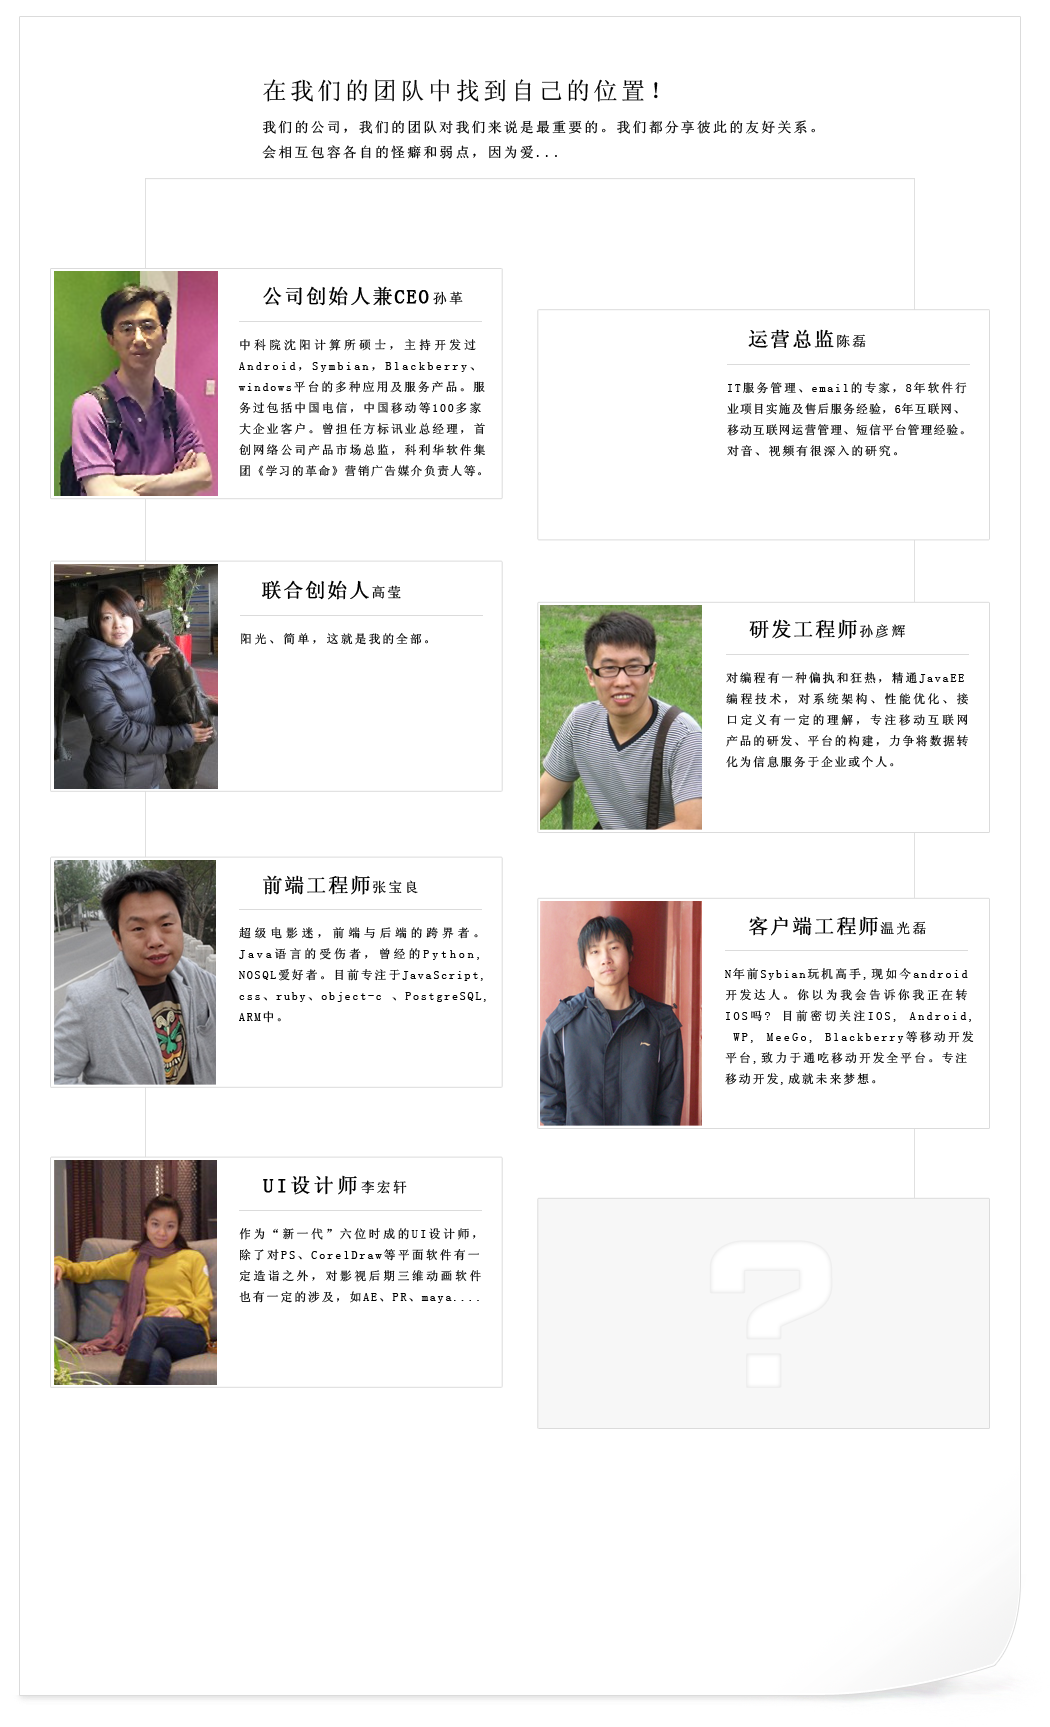 在我们的团队中找到自己的位置！
我们的公司，我们的团队对我们来说是最重要的。我们都分享彼此的友好关系。
会相互包容各自的怪癖和弱点，因为爱...
公司创始人兼CEO孙革
中科院沈阳计算所硕士，主持开发过
Android，Symbian，Blackberry、
windows平台的多种应用及服务产品。服
务过包括中国电信，中国移动等100多家
大企业客户。曾担任方标讯业总经理，首
创网络公司产品市场总监，科利华软件集
团《学习的革命》营销广告媒介负责人等。
运营总监陈磊
IT服务管理、email的专家，8年软件行
业项目实施及售后服务经验，6年互联网、
移动互联网运营管理、短信平台管理经验。
对音、视频有很深入的研究。
联合创始人高莹
阳光、简单，这就是我的全部。
研发工程师孙彦辉
对编程有一种偏执和狂热，精通JavaEE
编程技术，对系统架构、性能优化、接
口定义有一定的理解，专注移动互联网
产品的研发、平台的构建，力争将数据转
化为信息服务于企业或个人。
前端工程师张宝良
超级电影迷，前端与后端的跨界者。
Java语言的受伤者，曾经的Python,
NOSQL爱好者。目前专注于JavaScript,
css、ruby、object-c 、PostgreSQL,
ARM中。
客户端工程师温光磊
N年前Sybian玩机高手,现如今android
开发达人。你以为我会告诉你我正在转
IOS吗? 目前密切关注IOS, Android,
WP, MeeGo, Blackberry等移动开发
平台,致力于通吃移动开发全平台。专注
移动开发,成就未来梦想。
UI设计师李宏轩
作为“新一代”六位时成的UI设计师，
除了对PS、CorelDraw等平面软件有一
定造诣之外，对影视后期三维动画软件
也有一定的涉及，如AE、PR、maya....
?